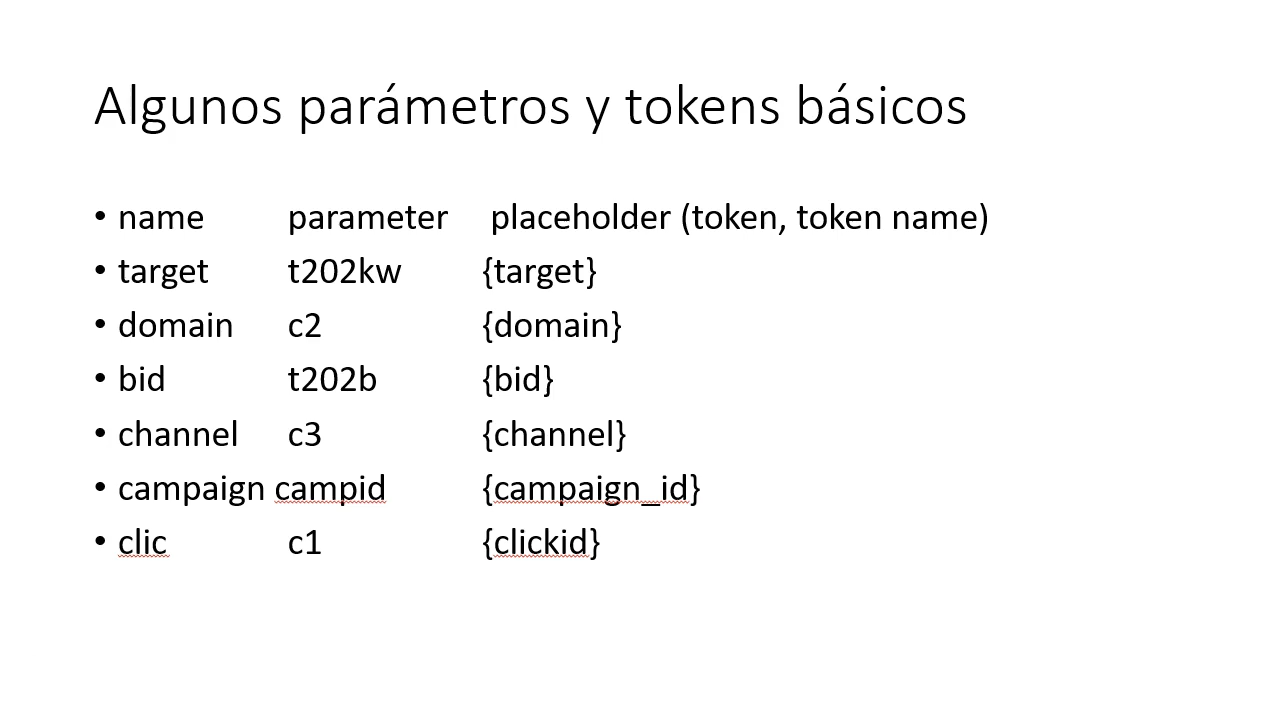 Algunos parámetros y tokens básicos
• name parameter placeholder (token, token name)
• target t202kw {target}
• domain c2 {domain}
• bid t202b {bid}
• channel c3 {channel}
• campaign campid {campaign_id}
• clic c1 {clickid}